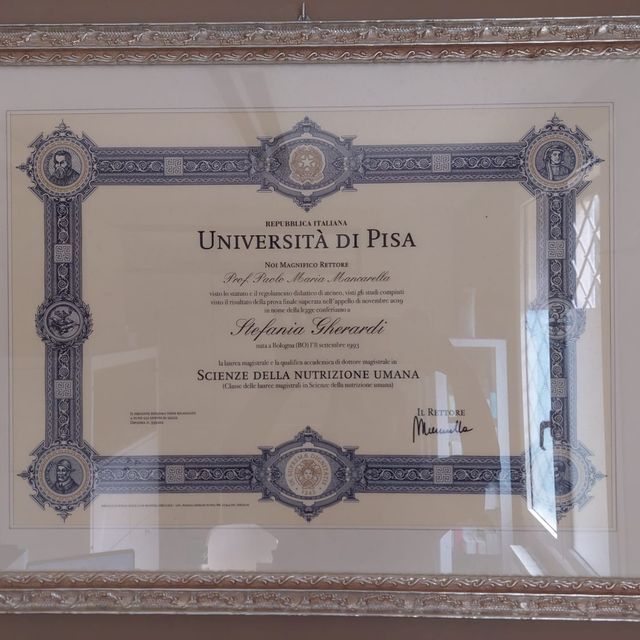 REPUBBLICA ITALIANA
UNIVERSITÀ DI PISA
NOI MAGNIFICO RETTORE
Prof. Paolo Maria Mancarella
visto lo statuto e il regolamento didattico di ateneo, visti gli studi compiuti
visto il risultato della prova finale superata nell'appello di novembre 2019
in nome della legge conferiamo a
Stefania Gherardi
nata a Bologna (BO) l'8 settembre 1993
la laurea magistrale e la qualifica accademica di dottore magistrale in
SCIENZE DELLA NUTRIZIONE UMANA
(Classe delle lauree magistrali in Scienze della nutrizione umana)
IL RETTORE